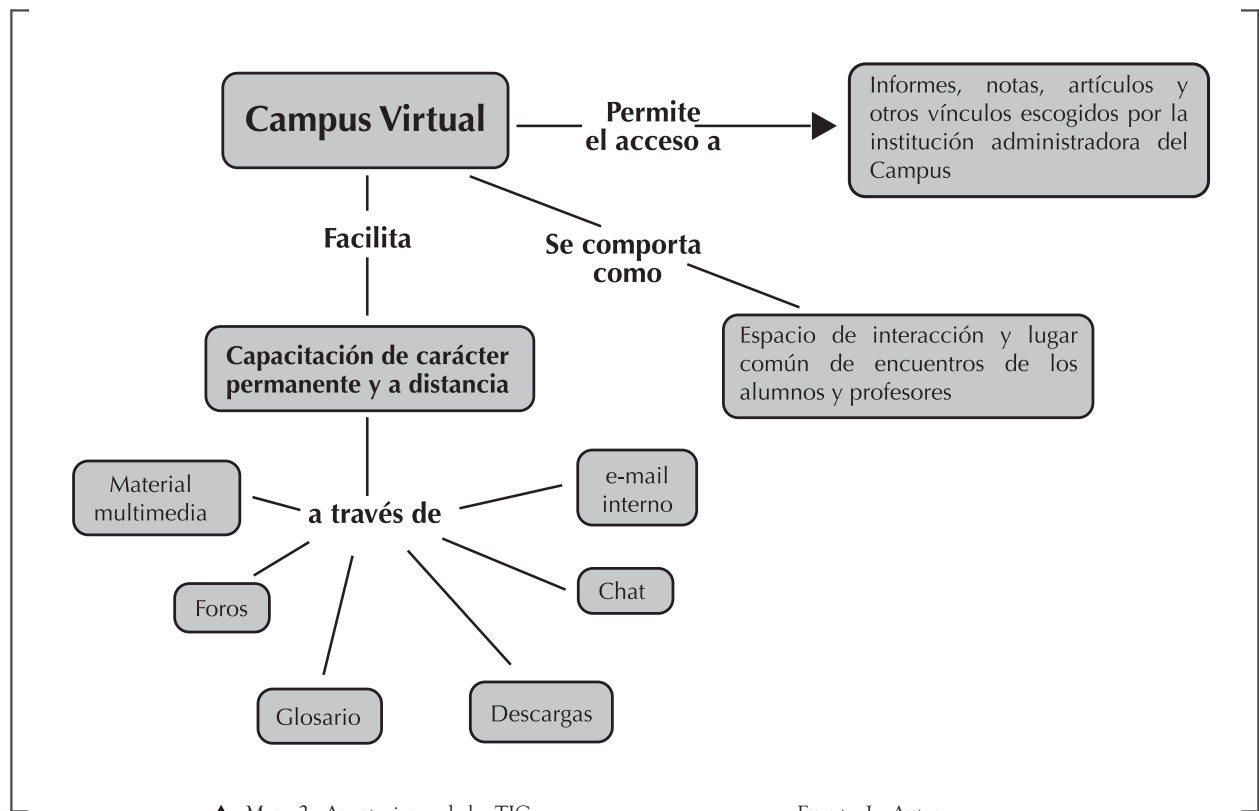 Campus Virtual
Permite
el acceso a
Informes, notas, artículos y
otros vínculos escogidos por la
institución administradora del
Campus
Facilita
Se comporta
como
Capacitación de carácter
permanente y a distancia
Espacio de interacción y lugar
común de encuentros de los
alumnos y profesores
a través de
Material
multimedia
e-mail
interno
Foros
Chat
Glosario
Descargas